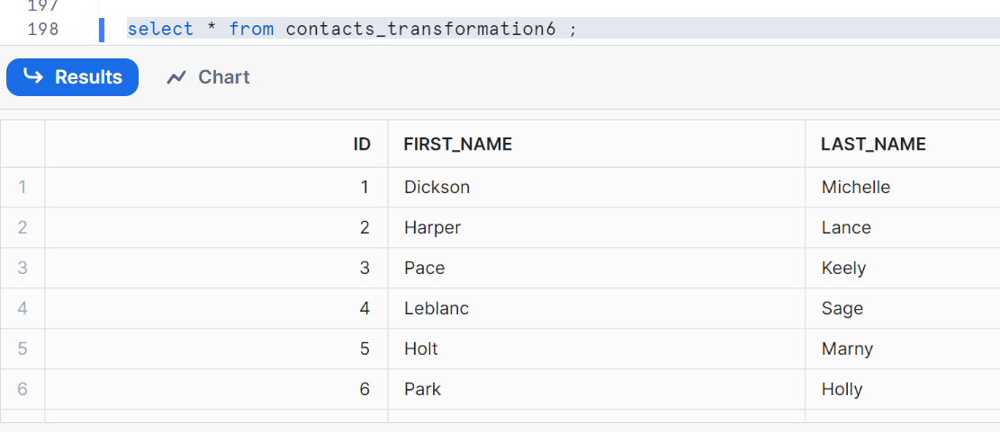 197
198 select * from contacts_transformation6 ;
Results Chart
ID FIRST_NAME LAST_NAME
1 1 Dickson Michelle
2 2 Harper Lance
3 3 Pace Keely
4 4 Leblanc Sage
5 5 Holt Marny
6 6 Park Holly